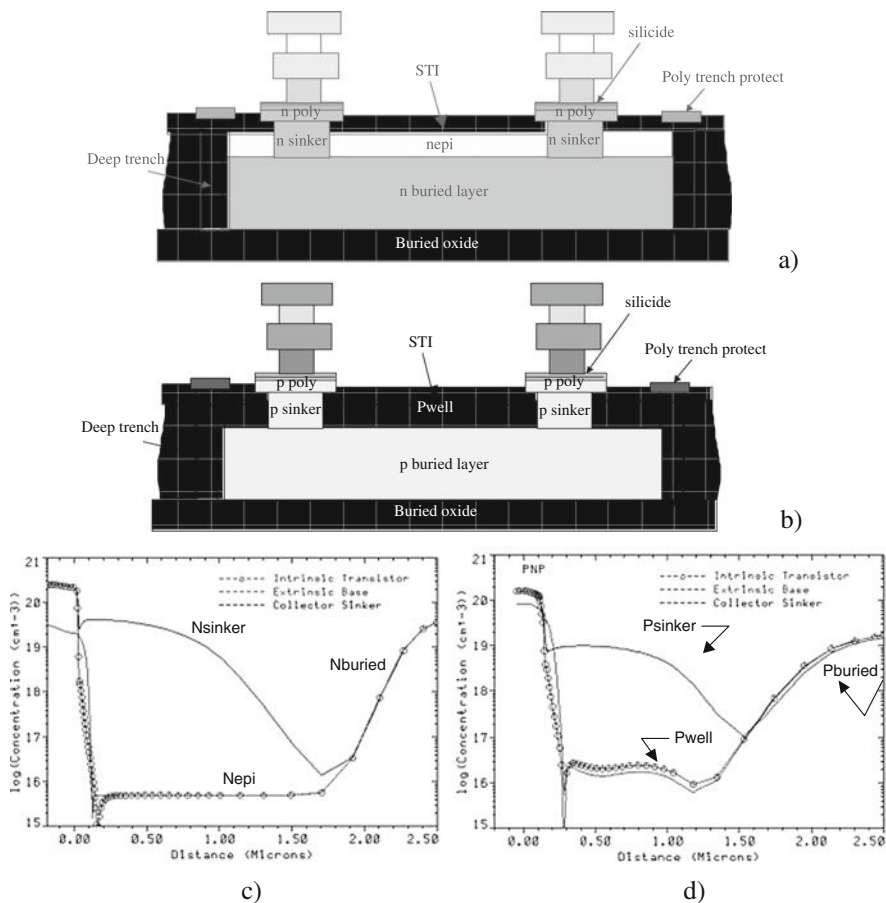 silicide
STI
Poly trench protect
n poly
n poly
n sinker
n sinker
nepi
Deep trench
n buried layer
Buried oxide
a)
silicide
STI
Poly trench protect
p poly
p poly
Pwell
p sinker
p sinker
Deep trench
p buried layer
Buried oxide
b)
21
20
19
18
17
16
15
log(Concentration (cm-3)
Intrinsic Transistor
Extrinsic Base
Collector Sinker
Nsinker
Nburied
Nepi
0.00 0.50 1.00 1.50 2.00 2.50
Distance (Microns)
c)
21
20
19
18
17
16
15
log(Concentration (cm-3)
PNP
Intrinsic Transistor
Extrinsic Base
Collector Sinker
Psinker
Pburied
Pwell
0.00 0.50 1.00 1.50 2.00 2.50
Distance (Microns)
d)